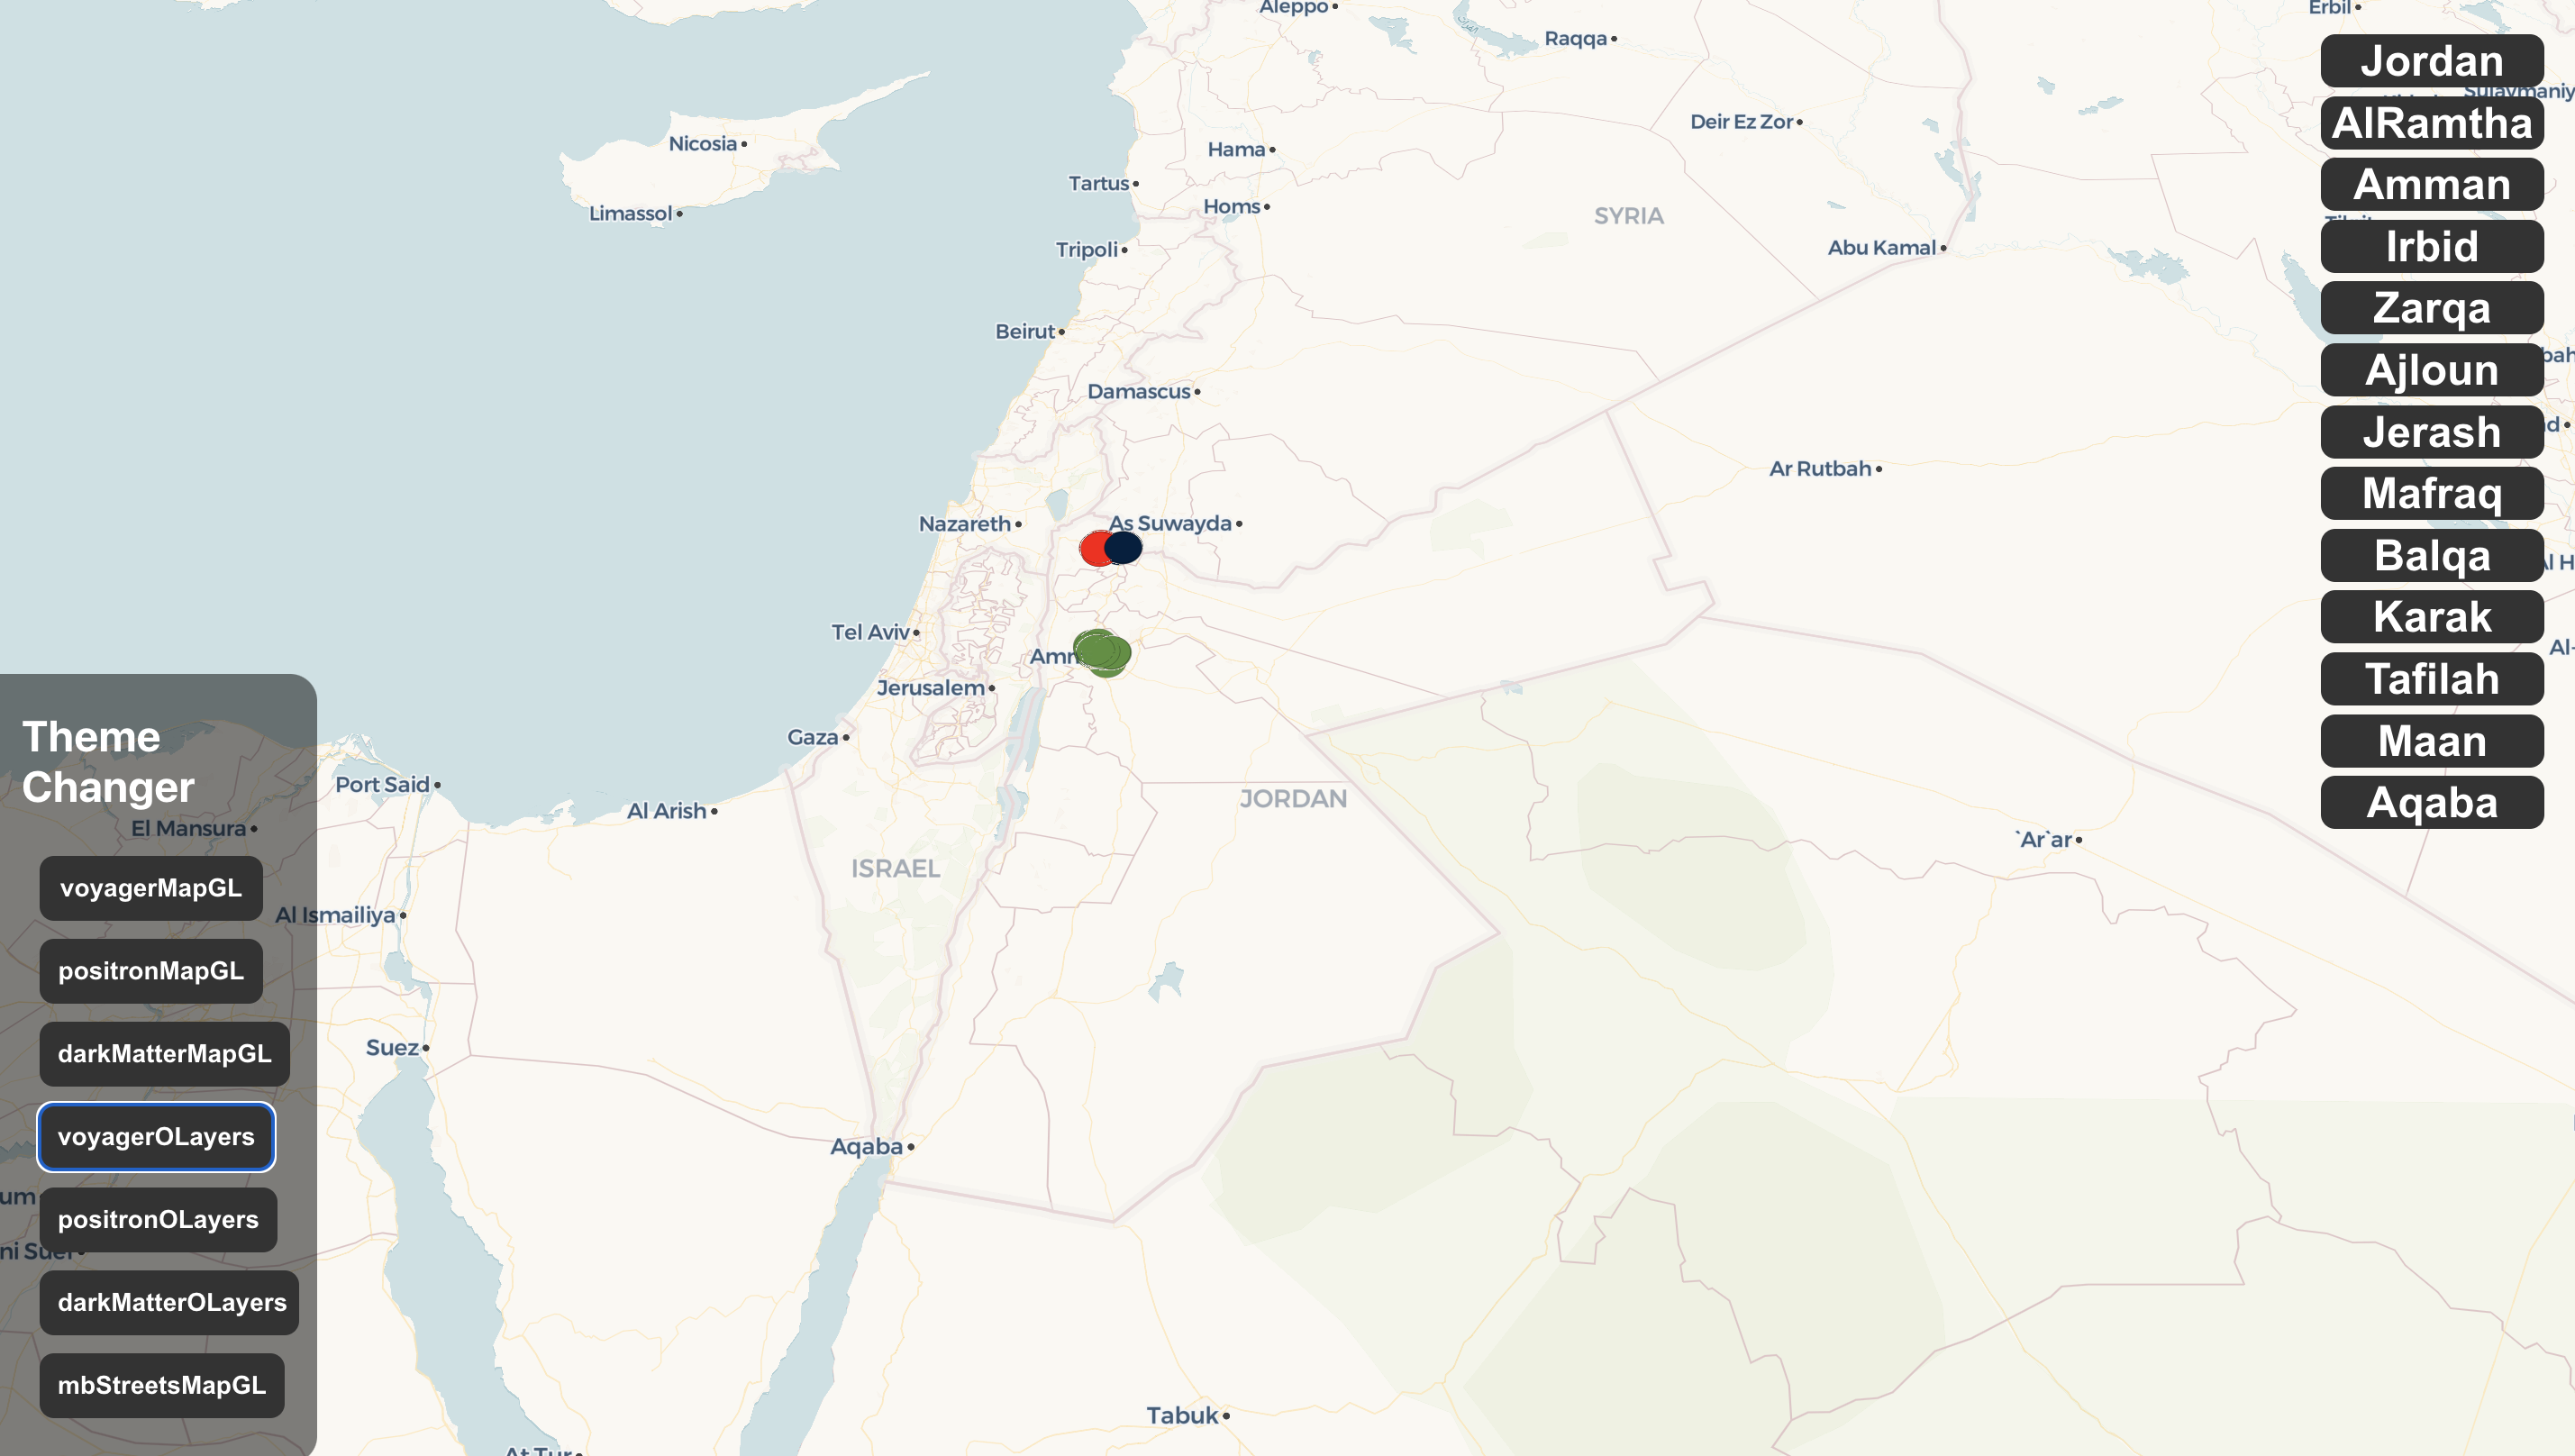 Aleppo
Erbil
Raqqa
Jordan
AlRamtha
Deir Ez Zor
Nicosia
Hama
Tartus
Amman
Homs
Limassol
SYRIA
Tripoli
Irbid
Abu Kamal
Zarqa
Beirut
Ajloun
Damascus
Jerash
Ar Rutbah
Mafraq
Nazareth
As Suwayda
Balqa
Karak
Tel Aviv
Jerusalem
Tafilah
Theme
Changer
Gaza
Maan
Port Said
Al Arish
JORDAN
Aqaba
El Mansura
`Ar`ar
ISRAEL
voyagerMapGL
Al Ismailiya
positronMapGL
Suez
darkMatterMapGL
voyagerOLayers
Aqaba
positronOLayers
darkMatterOLayers
mbStreetsMapGL
Tabuk